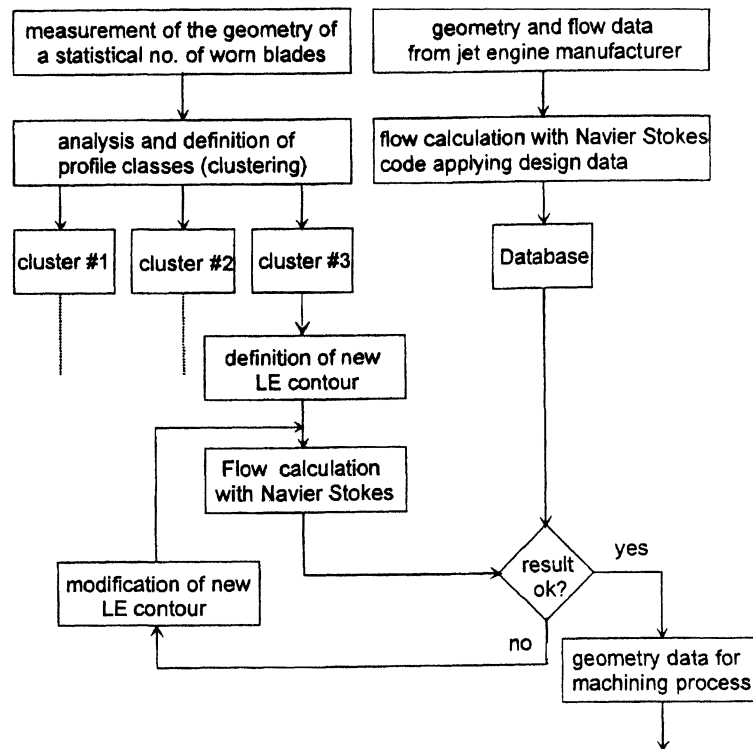 measurement of the geometry of
a statistical no. of worn blades
geometry and flow data
from jet engine manufacturer
analysis and definition of
profile classes (clustering)
flow calculation with Navier Stokes
code applying design data
cluster #1
cluster #2
cluster #3
Database
definition of new
LE contour
Flow calculation
with Navier Stokes
modification of new
LE contour
result
ok?
yes
no
geometry data for
machining process